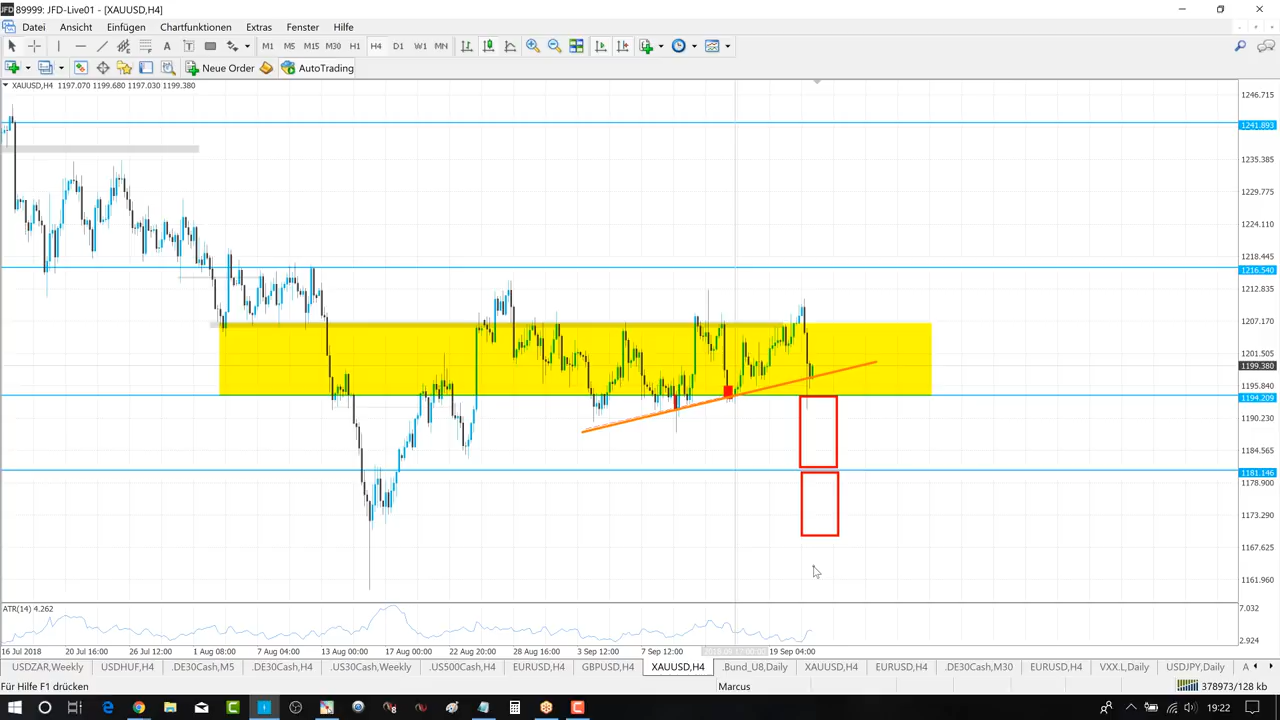 JFD 89999: JFD-Live01 - [XAUUSD,H4]
Datei Ansicht Einfügen Chartfunktionen Extras Fenster Hilfe
A T M1 M5 M15 M30 H1 H4 D1 W1 MN
Neue Order AutoTrading
XAUUSD,H4 1197.070 1199.680 1197.030 1199.380
1246.715
1241.893
1235.385
1229.775
1224.110
1218.445
1216.540
1212.835
1207.170
1201.505
1199.380
1195.840
1194.209
1190.230
1184.565
1181.146
1178.900
1173.290
1167.625
1161.960
ATR(14) 4.262
7.032
2.924
16 Jul 2018 20 Jul 16:00 26 Jul 12:00 1 Aug 08:00 7 Aug 04:00 13 Aug 00:00 17 Aug 00:00 22 Aug 20:00 28 Aug 16:00 3 Sep 12:00 7 Sep 12:00 2018.09.17 00:00 19 Sep 04:00
USDZAR,Weekly USDHUF,H4 .DE30Cash,M5 .DE30Cash,H4 .US30Cash,Weekly .US500Cash,H4 EURUSD,H4 GBPUSD,H4 XAUUSD,H4 .Bund_U8,Daily XAUUSD,H4 EURUSD,H4 .DE30Cash,M30 EURUSD,H4 VXX.L,Daily USDJPY,Daily A
Für Hilfe F1 drücken Marcus 378973/128 kb
19:22